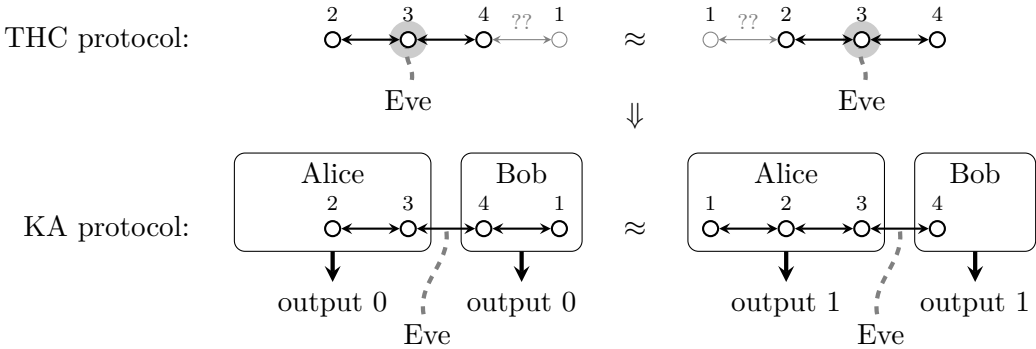 THC protocol: 2 3 4 ?? 1 ≈ 1 ?? 2 3 4
Eve Eve
⇓
Alice Bob Alice Bob
KA protocol: 2 3 4 1 ≈ 1 2 3 4
output 0 output 0 output 1 output 1
Eve Eve